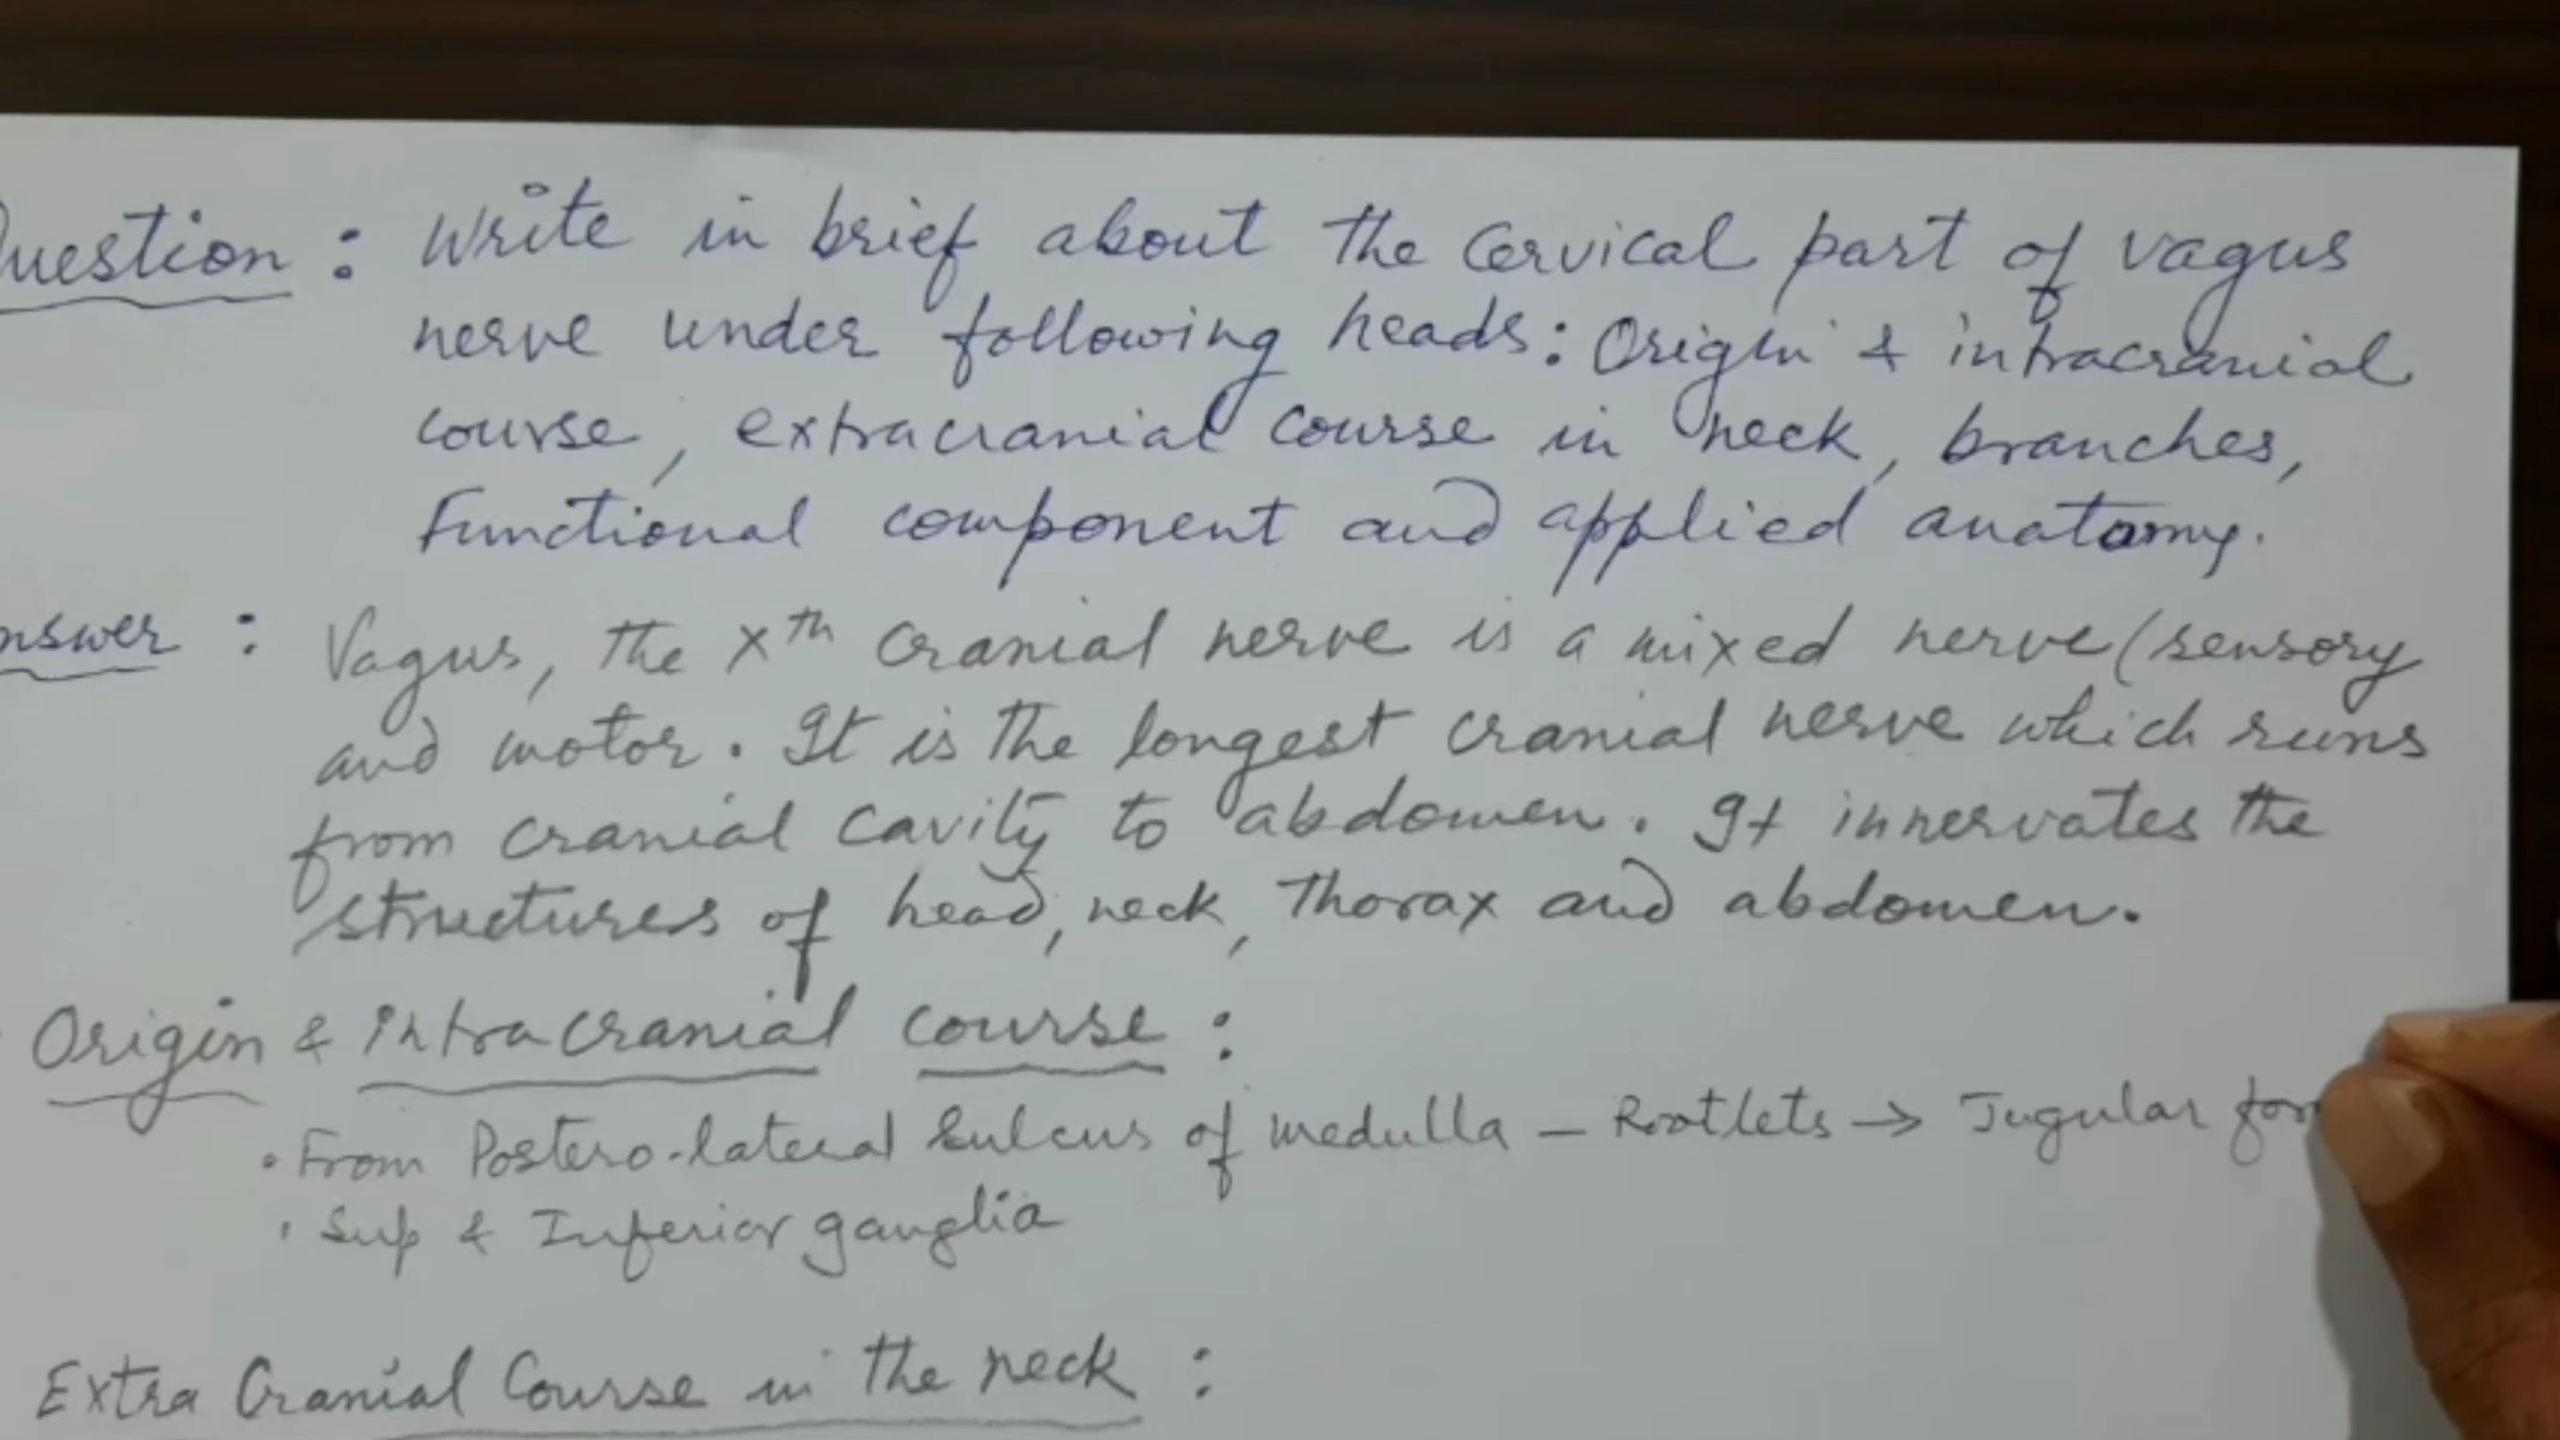 Question : Write in brief about the Cervical part of vagus
nerve under following heads: Origin & intracranial
course, extracranial course in neck, branches,
Functional component and applied anatomy.
Answer : Vagus, the Xth Cranial nerve is a mixed nerve (sensory
and motor. It is the longest cranial nerve which runs
from cranial cavity to abdomen. It innervates the
structures of head, neck, Thorax and abdomen.
Origin & intracranial course :
• From Postero-lateral sulcus of medulla – Rootlets → Jugular for
• Sup & Inferior ganglia
Extra Cranial Course in the neck :